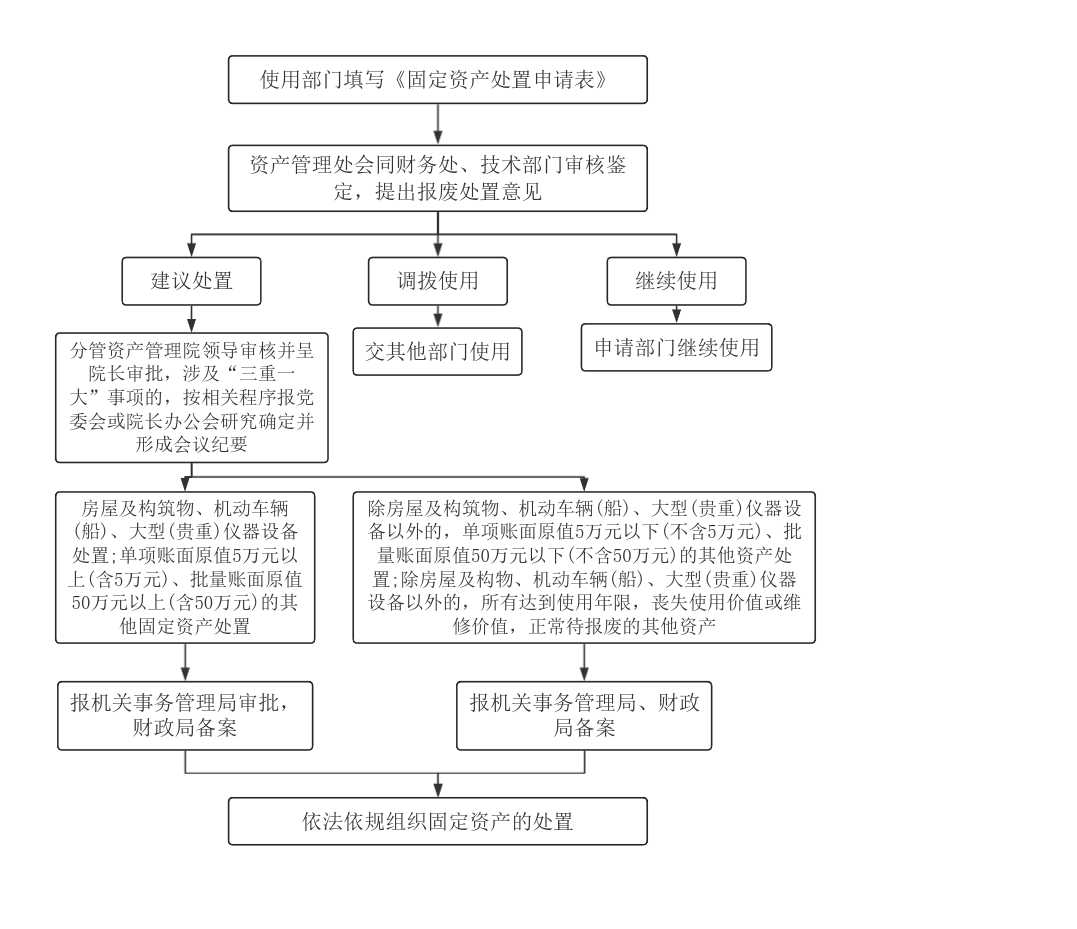 使用部门填写《固定资产处置申请表》
资产管理处会同财务处、技术部门审核鉴
定，提出报废处置意见
建议处置
调拨使用
继续使用
分管资产管理院领导审核并呈
院长审批，涉及“三重一
大”事项的，按相关程序报党
委会或院长办公会研究确定并
形成会议纪要
交其他部门使用
申请部门继续使用
房屋及构筑物、机动车辆
(船)、大型(贵重)仪器设备
处置;单项账面原值5万元以
上(含5万元)、批量账面原值
50万元以上(含50万元)的其
他固定资产处置
除房屋及构筑物、机动车辆(船)、大型(贵重)仪器设
备以外的，单项账面原值5万元以下(不含5万元)、批
量账面原值50万元以下(不含50万元)的其他资产处
置;除房屋及构物、机动车辆(船)、大型(贵重)仪器
设备以外的，所有达到使用年限，丧失使用价值或维
修价值，正常待报废的其他资产
报机关事务管理局审批，
财政局备案
报机关事务管理局、财政
局备案
依法依规组织固定资产的处置